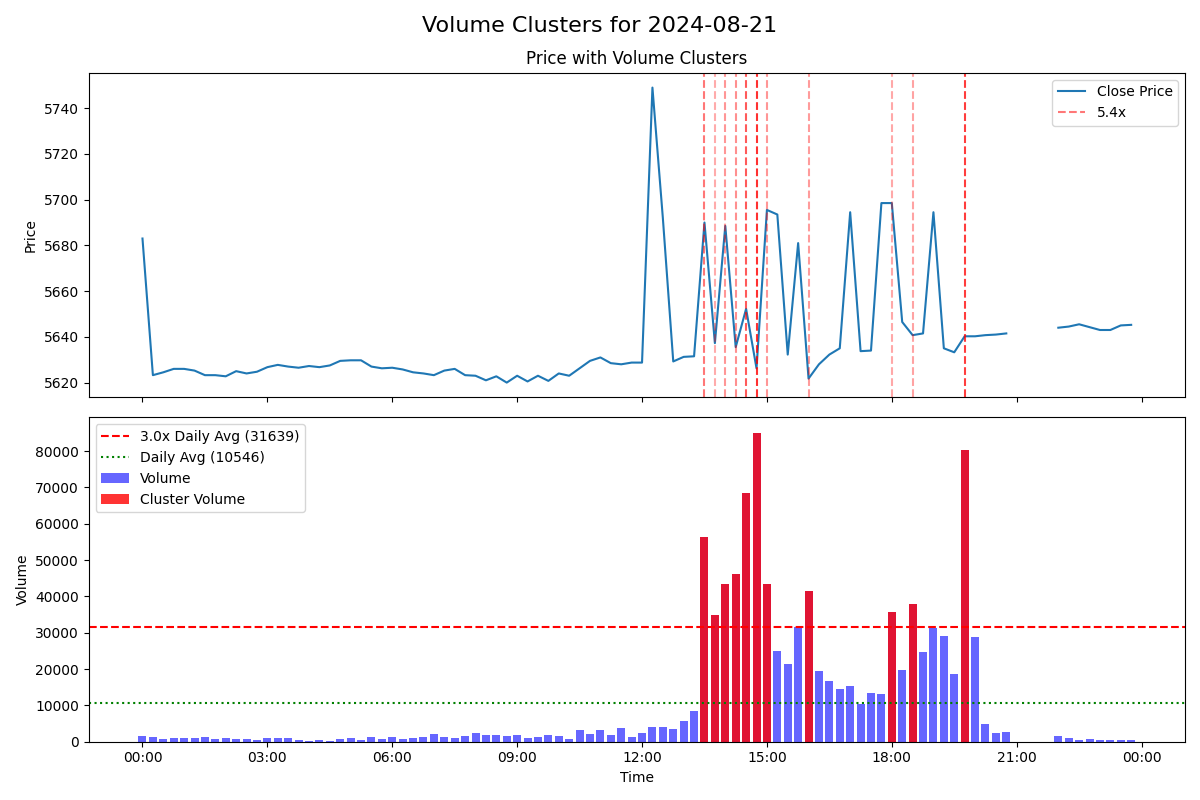 Volume Clusters for 2024-08-21
Price with Volume Clusters
Price
5740
5720
5700
5680
5660
5640
5620
Close Price
5.4x
Volume
80000
70000
60000
50000
40000
30000
20000
10000
0
3.0x Daily Avg (31639)
Daily Avg (10546)
Volume
Cluster Volume
00:00 03:00 06:00 09:00 12:00 15:00 18:00 21:00 00:00
Time